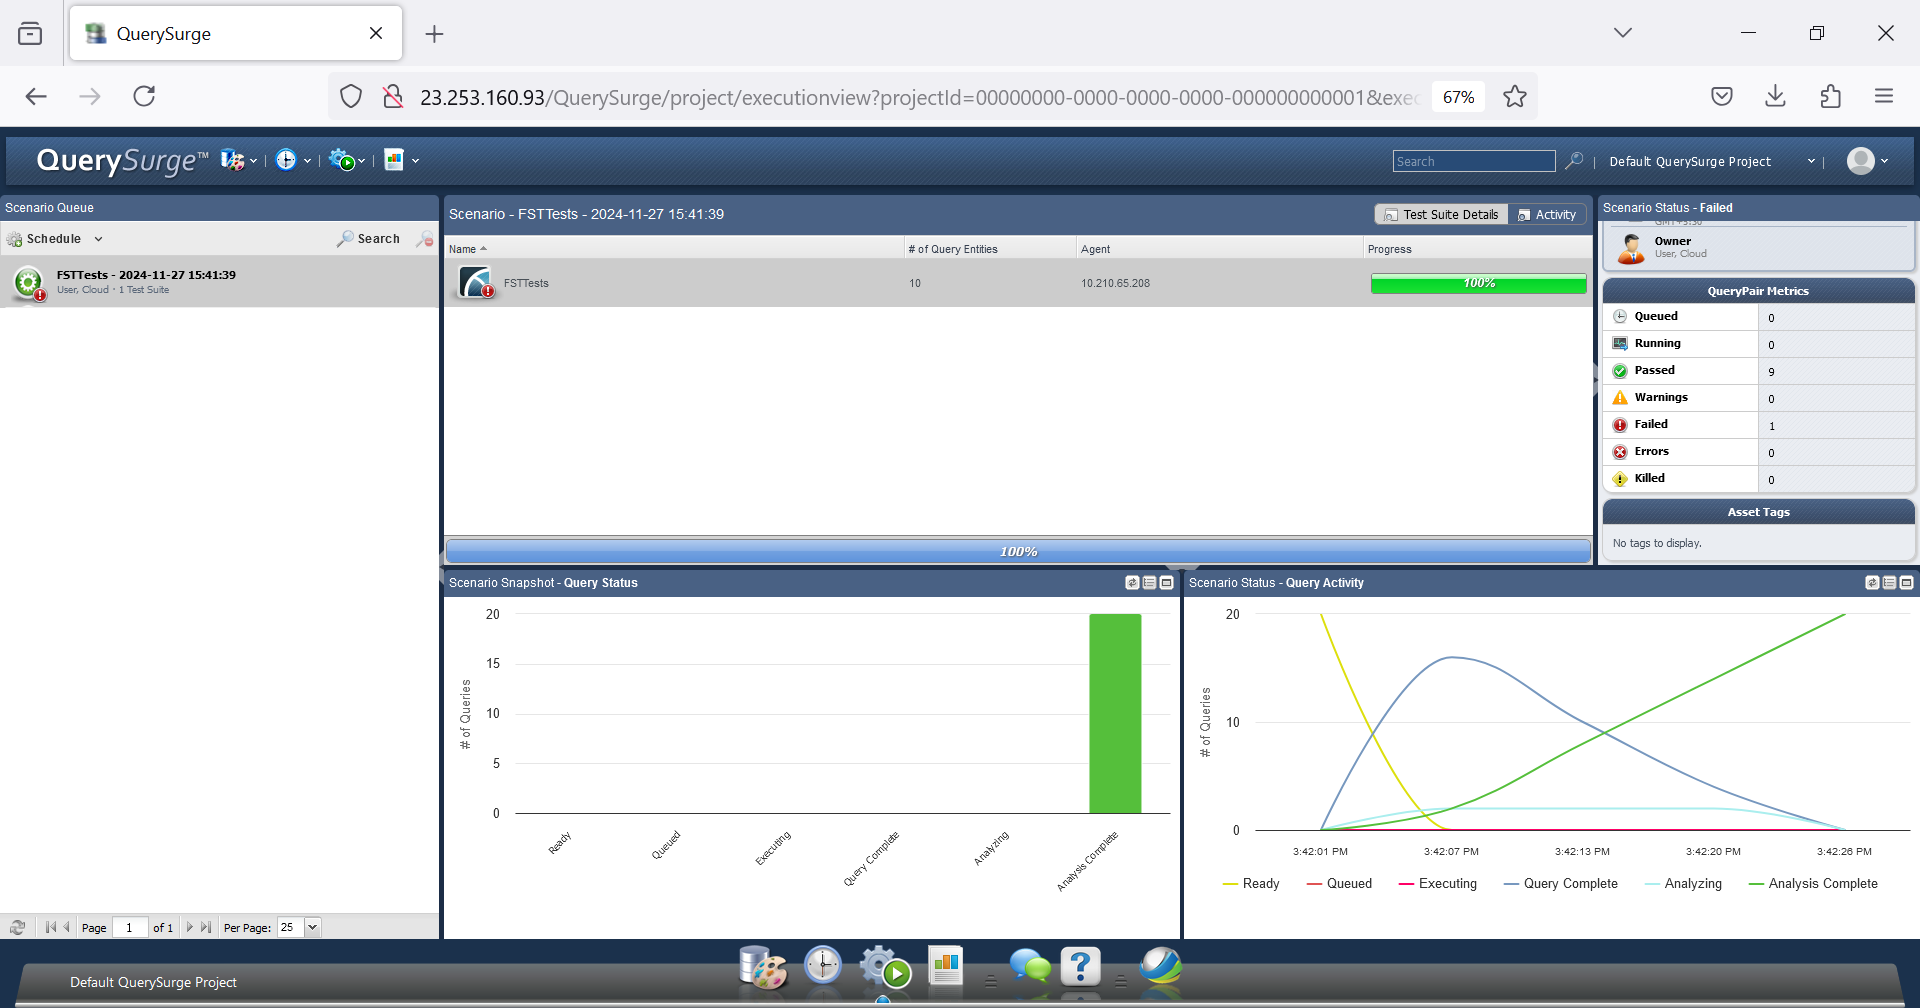 QuerySurge
23.253.160.93/QuerySurge/project/executionview?projectId=00000000-0000-0000-0000-000000000001&exec
67%
QuerySurge™
Search
Default QuerySurge Project
Scenario Queue
Schedule
Search
FSTTests - 2024-11-27 15:41:39
User, Cloud · 1 Test Suite
Page 1 of 1 Per Page: 25
Scenario - FSTTests - 2024-11-27 15:41:39
Test Suite Details
Activity
Name # of Query Entities Agent Progress
FSTTests 10 10.210.65.208 100%
100%
Scenario Status - Failed
GMT+5:30
Owner
User, Cloud
QueryPair Metrics
Queued 0
Running 0
Passed 9
Warnings 0
Failed 1
Errors 0
Killed 0
Asset Tags
No tags to display.
Scenario Snapshot - Query Status
# of Queries
20
15
10
5
0
Ready
Queued
Executing
Query Complete
Analyzing
Analysis Complete
Scenario Status - Query Activity
# of Queries
20
10
0
3:42:01 PM 3:42:07 PM 3:42:13 PM 3:42:20 PM 3:42:26 PM
Ready Queued Executing Query Complete Analyzing Analysis Complete
Default QuerySurge Project